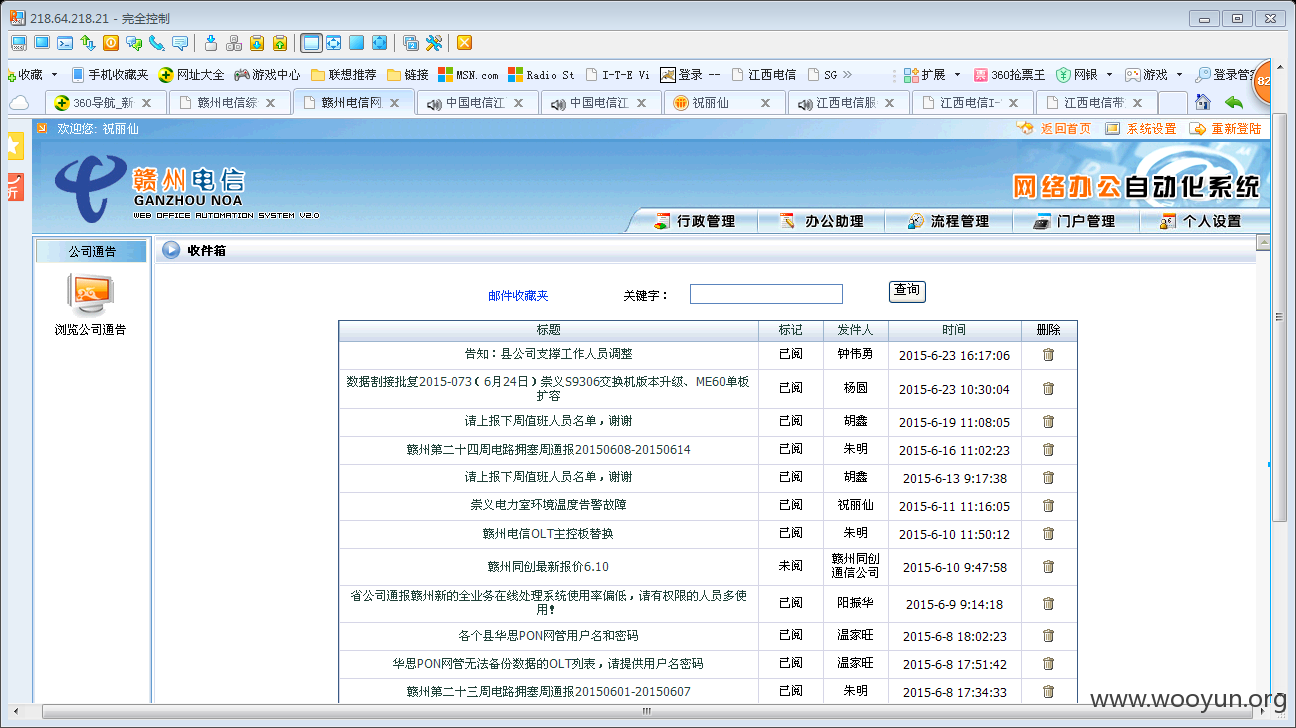 218.64.218.21 - 完全控制
收藏 手机收藏夹 网址大全 游戏中心 联想推荐 链接 MSN.com Radio St I-T-E Vi 登录 -- 江西电信 SG » 扩展 360抢票王 网银 游戏 登录管
82
360导航_新 赣州电信综 赣州电信网 中国电信江 中国电信江 祝丽仙 江西电信服 江西电信I- 江西电信带
欢迎您: 祝丽仙 返回首页 系统设置 重新登陆
赣州电信
GANZHOU NOA
WEB OFFICE AUTOMATION SYSTEM V2.0
网络办公自动化系统
行政管理 办公助理 流程管理 门户管理 个人设置
公司通告
浏览公司通告
收件箱
邮件收藏夹 关键字： 查询
标题 标记 发件人 时间 删除
告知：县公司支撑工作人员调整 已阅 钟伟勇 2015-6-23 16:17:06
数据割接批复2015-073（6月24日）崇义S9306交换机版本升级、ME60单板
扩容 已阅 杨圆 2015-6-23 10:30:04
请上报下周值班人员名单，谢谢 已阅 胡鑫 2015-6-19 11:08:05
赣州第二十四周电路拥塞周通报20150608-20150614 已阅 朱明 2015-6-16 11:02:23
请上报下周值班人员名单，谢谢 已阅 胡鑫 2015-6-13 9:17:38
崇义电力室环境温度告警故障 已阅 祝丽仙 2015-6-11 11:16:05
赣州电信OLT主控板替换 已阅 朱明 2015-6-10 11:50:12
赣州同创最新报价6.10 未阅 赣州同创
通信公司 2015-6-10 9:47:58
省公司通报赣州新的全业务在线处理系统使用率偏低，请有权限的人员多使
用！ 已阅 阳振华 2015-6-9 9:14:18
各个县华思PON网管用户名和密码 已阅 温家旺 2015-6-8 18:02:23
华思PON网管无法备份数据的OLT列表，请提供用户名密码 已阅 温家旺 2015-6-8 17:51:42
赣州第二十三周电路拥塞周通报20150601-20150607 已阅 朱明 2015-6-8 17:34:33
www.wooyun.org